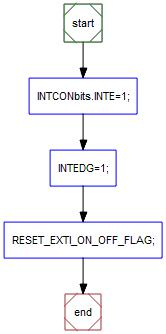 start
INTCONbits.INTE=1;
INTEDG=1;
RESET_EXTI_ON_OFF_FLAG;
end